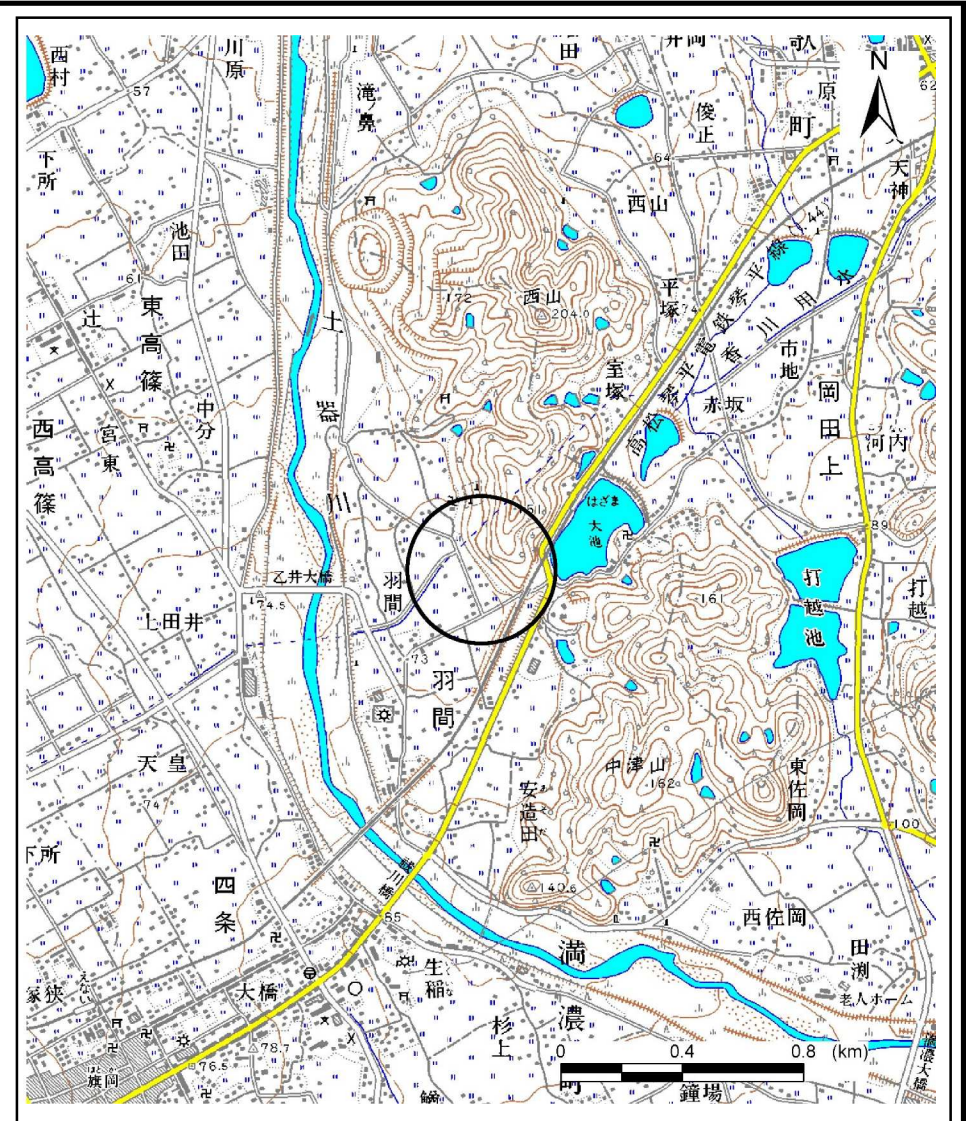 西村
川原
滝ノ鼻
井岡
歌
原
N
57
俊正
町
62
下所
64
天神
西山
池田
44
172
西山
204.0
平塚
61
辻
東高篠
土器川
高松琴平電鉄琴平線
香川用水
市地
室塚
赤坂
岡田上
中分
河内
西高篠
宮東
はざま大池
89
乙井大橋
羽間
161
打越池
打越
74.5
上田井
73
羽間
天皇
中津山
162
東佐岡
安造田
74
100
下所
140.6
四条
西佐岡
85
満濃町
田渕
生稲
大橋
老人ホーム
杉上
78.7
0 0.4 0.8 (km)
76.5
旗岡
鐘場